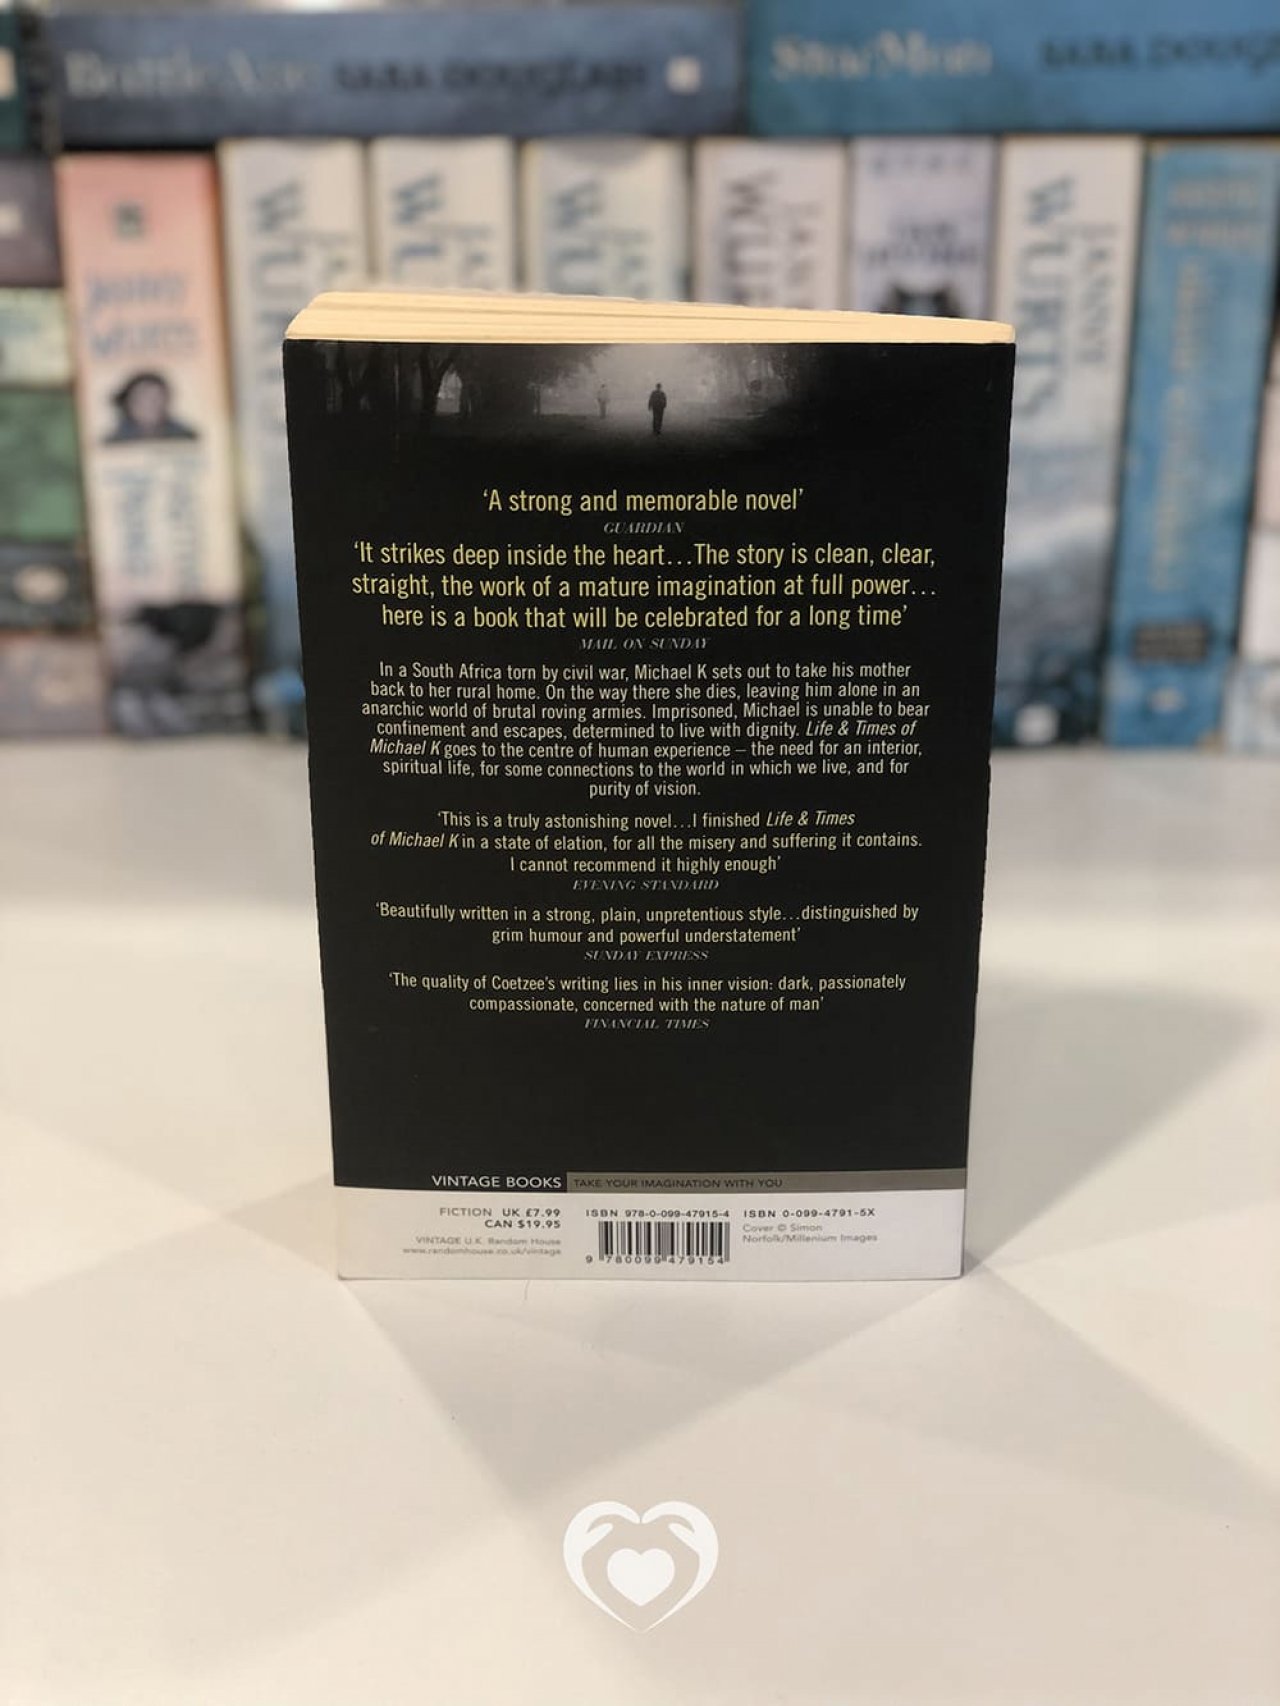 SARA DOUGLASS
SARA DOUGLASS
JANNY
WURTS
WURTS
JANNY
WURTS
‘A strong and memorable novel’
GUARDIAN
‘It strikes deep inside the heart...The story is clean, clear,
straight, the work of a mature imagination at full power...
here is a book that will be celebrated for a long time’
MAIL ON SUNDAY
In a South Africa torn by civil war, Michael K sets out to take his mother
back to her rural home. On the way there she dies, leaving him alone in an
anarchic world of brutal roving armies. Imprisoned, Michael is unable to bear
confinement and escapes, determined to live with dignity. Life & Times of
Michael K goes to the centre of human experience – the need for an interior,
spiritual life, for some connections to the world in which we live, and for
purity of vision.
‘This is a truly astonishing novel...I finished Life & Times
of Michael K in a state of elation, for all the misery and suffering it contains.
I cannot recommend it highly enough’
EVENING STANDARD
‘Beautifully written in a strong, plain, unpretentious style...distinguished by
grim humour and powerful understatement’
SUNDAY EXPRESS
‘The quality of Coetzee's writing lies in his inner vision: dark, passionately
compassionate, concerned with the nature of man’
FINANCIAL TIMES
VINTAGE BOOKS TAKE YOUR IMAGINATION WITH YOU
FICTION UK £7.99
CAN $19.95
VINTAGE U.K. Random House
www.randomhouse.co.uk/vintage
ISBN 978-0-099-47915-4
9 780099 479154
ISBN 0-099-4791-5X
Cover © Simon
Norfolk/Millenium Images